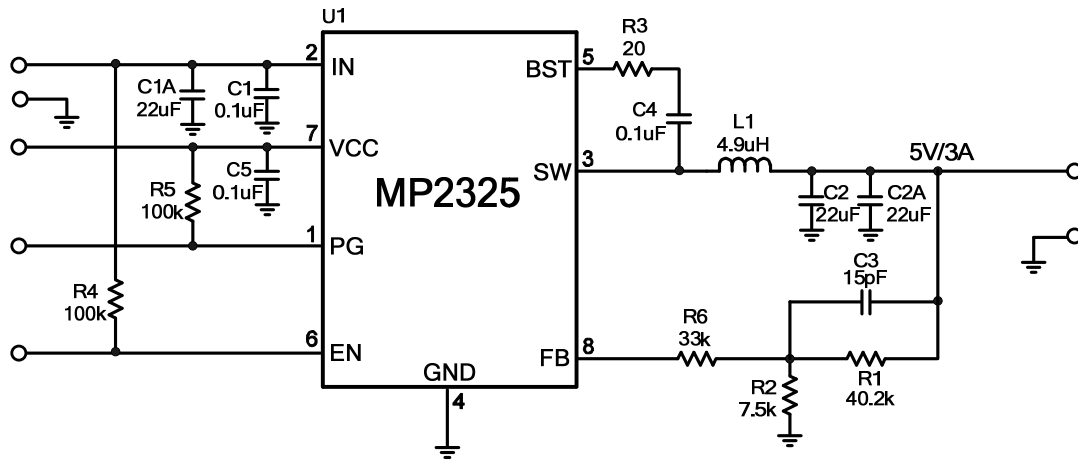 U1
2
IN
C1A
22uF
C1
0.1uF
7
VCC
C5
0.1uF
R5
100k
1
PG
R4
100k
6
EN
MP2325
GND
4
BST
5
R3
20
C4
0.1uF
SW
3
L1
4.9uH
5V/3A
C2
22uF
C2A
22uF
C3
15pF
FB
8
R6
33k
R2
7.5k
R1
40.2k